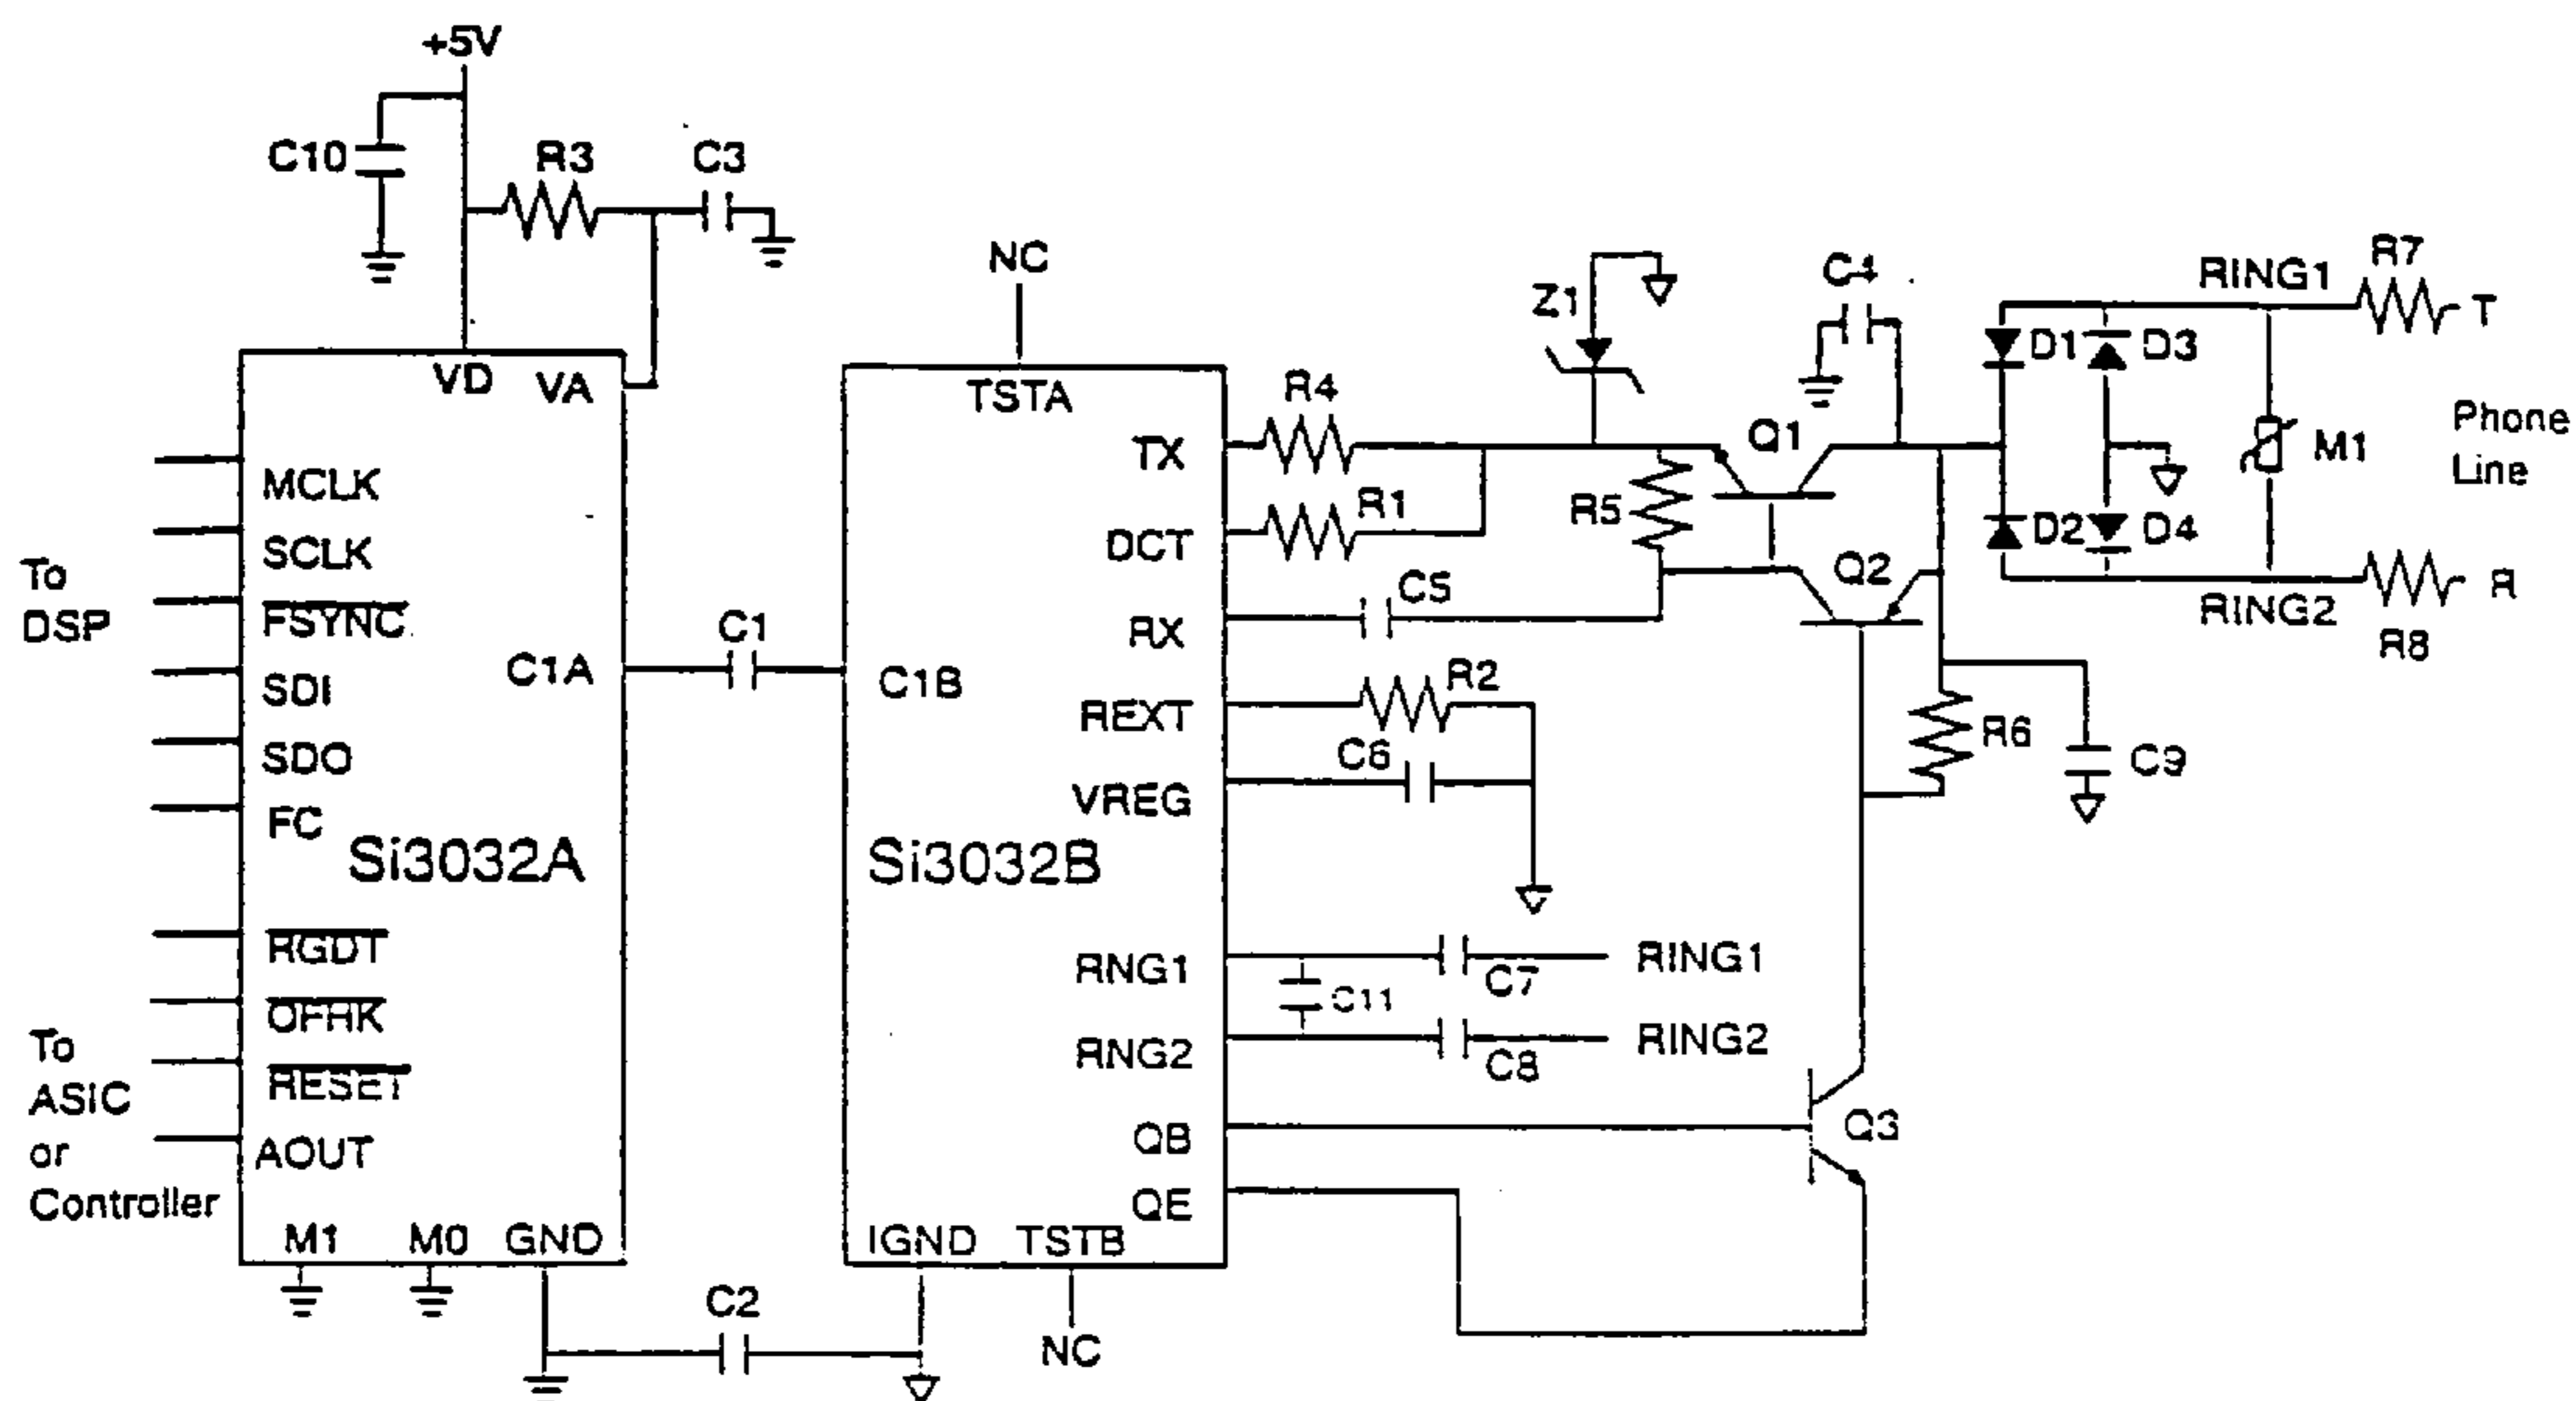 +5V
C10
R3
C3
NC
Z1
C4
RING1
R7
T
VD
VA
TSTA
R4
Q1
D1
D3
Phone
Line
M1
TX
R1
R5
MCLK
DCT
Q2
D2
D4
SCLK
To
DSP
FSYNC
C1
C5
RX
RING2
R
R8
SDI
C1A
C1B
R2
REXT
R6
SDO
C6
C9
FC
VREG
Si3032A
Si3032B
RGDT
RNG1
C7
RING1
C11
OFHK
RNG2
C8
RING2
To
ASIC
or
Controller
RESET
QB
Q3
AOUT
QE
M1
M0
GND
IGND
TSTB
C2
NC